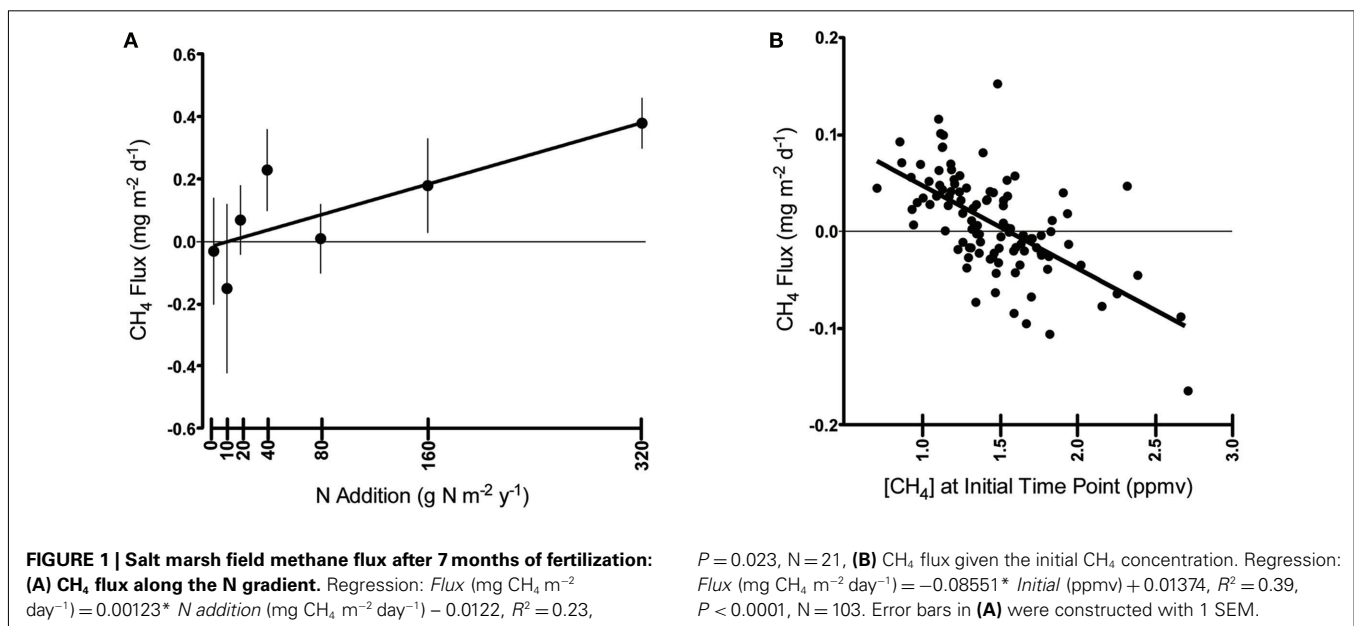 A
0.6
0.4
0.2
0.0
-0.2
-0.4
-0.6
CH₄ Flux (mg m⁻² d⁻¹)
0
10
20
40
80
160
320
N Addition (g N m⁻² y⁻¹)
B
0.2
0.1
0.0
-0.1
-0.2
CH₄ Flux (mg m⁻² d⁻¹)
1.0
1.5
2.0
2.5
3.0
[CH₄] at Initial Time Point (ppmv)
FIGURE 1 | Salt marsh field methane flux after 7 months of fertilization:
(A) CH₄ flux along the N gradient. Regression: Flux (mg CH₄ m⁻²
day⁻¹) = 0.00123* N addition (mg CH₄ m⁻² day⁻¹) – 0.0122, R² = 0.23,
P = 0.023, N = 21, (B) CH₄ flux given the initial CH₄ concentration. Regression:
Flux (mg CH₄ m⁻² day⁻¹) = −0.08551* Initial (ppmv) + 0.01374, R² = 0.39,
P < 0.0001, N = 103. Error bars in (A) were constructed with 1 SEM.